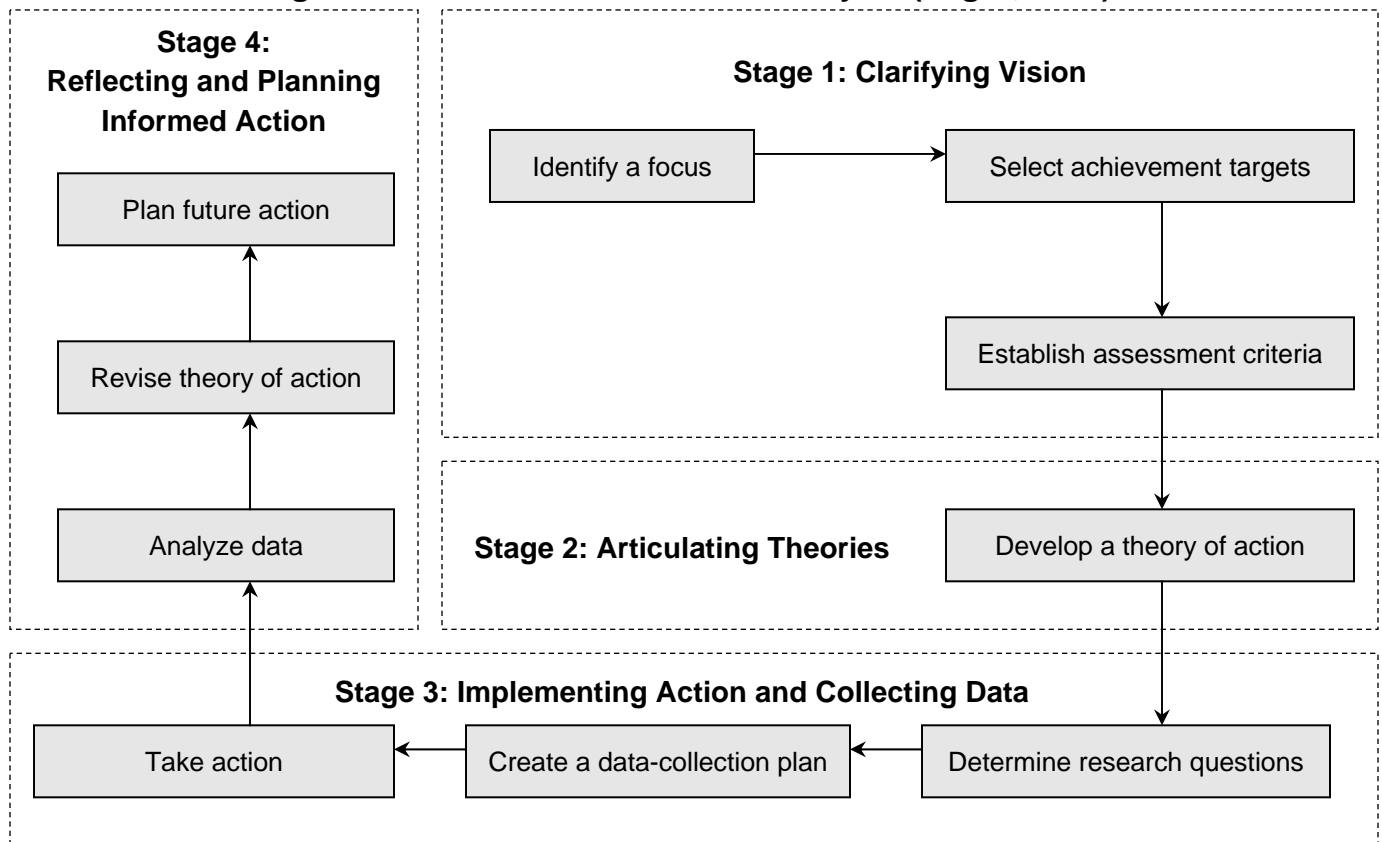 Stage 4:
Reflecting and Planning
Informed Action
Plan future action
Revise theory of action
Analyze data
Stage 1: Clarifying Vision
Identify a focus
Select achievement targets
Establish assessment criteria
Stage 2: Articulating Theories
Develop a theory of action
Stage 3: Implementing Action and Collecting Data
Take action
Create a data-collection plan
Determine research questions